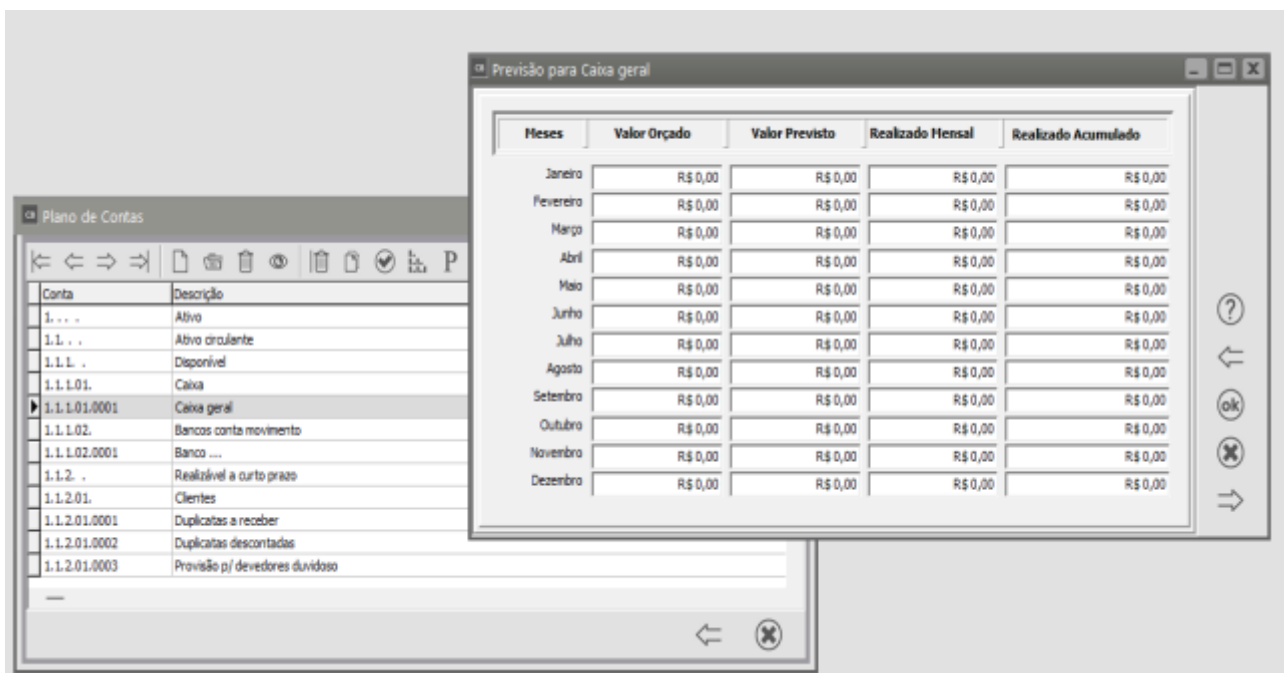 Previsão para Caixa geral
Meses Valor Orçado Valor Previsto Realizado Mensal Realizado Acumulado
Janeiro R$ 0,00 R$ 0,00 R$ 0,00 R$ 0,00
Fevereiro R$ 0,00 R$ 0,00 R$ 0,00 R$ 0,00
Março R$ 0,00 R$ 0,00 R$ 0,00 R$ 0,00
Abril R$ 0,00 R$ 0,00 R$ 0,00 R$ 0,00
Maio R$ 0,00 R$ 0,00 R$ 0,00 R$ 0,00
Junho R$ 0,00 R$ 0,00 R$ 0,00 R$ 0,00
Julho R$ 0,00 R$ 0,00 R$ 0,00 R$ 0,00
Agosto R$ 0,00 R$ 0,00 R$ 0,00 R$ 0,00
Setembro R$ 0,00 R$ 0,00 R$ 0,00 R$ 0,00
Outubro R$ 0,00 R$ 0,00 R$ 0,00 R$ 0,00
Novembro R$ 0,00 R$ 0,00 R$ 0,00 R$ 0,00
Dezembro R$ 0,00 R$ 0,00 R$ 0,00 R$ 0,00
?
ok
Plano de Contas
P
Conta Descrição
1. . . . Ativo
1.1. . . Ativo circulante
1.1.1. . Disponível
1.1.1.01. Caixa
1.1.1.01.0001 Caixa geral
1.1.1.02. Bancos conta movimento
1.1.1.02.0001 Banco ....
1.1.2. . Realizável a curto prazo
1.1.2.01. Clientes
1.1.2.01.0001 Duplicatas a receber
1.1.2.01.0002 Duplicatas descontadas
1.1.2.01.0003 Provisão p/ devedores duvidoso